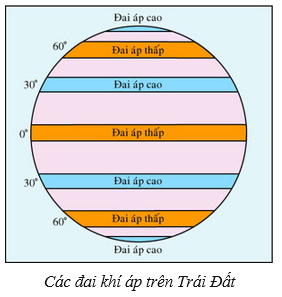 Đai áp cao
60°
Đai áp thấp
30°
Đai áp cao
0°
Đai áp thấp
30°
Đai áp cao
60°
Đai áp thấp
Đai áp cao
Các đai khí áp trên Trái Đất